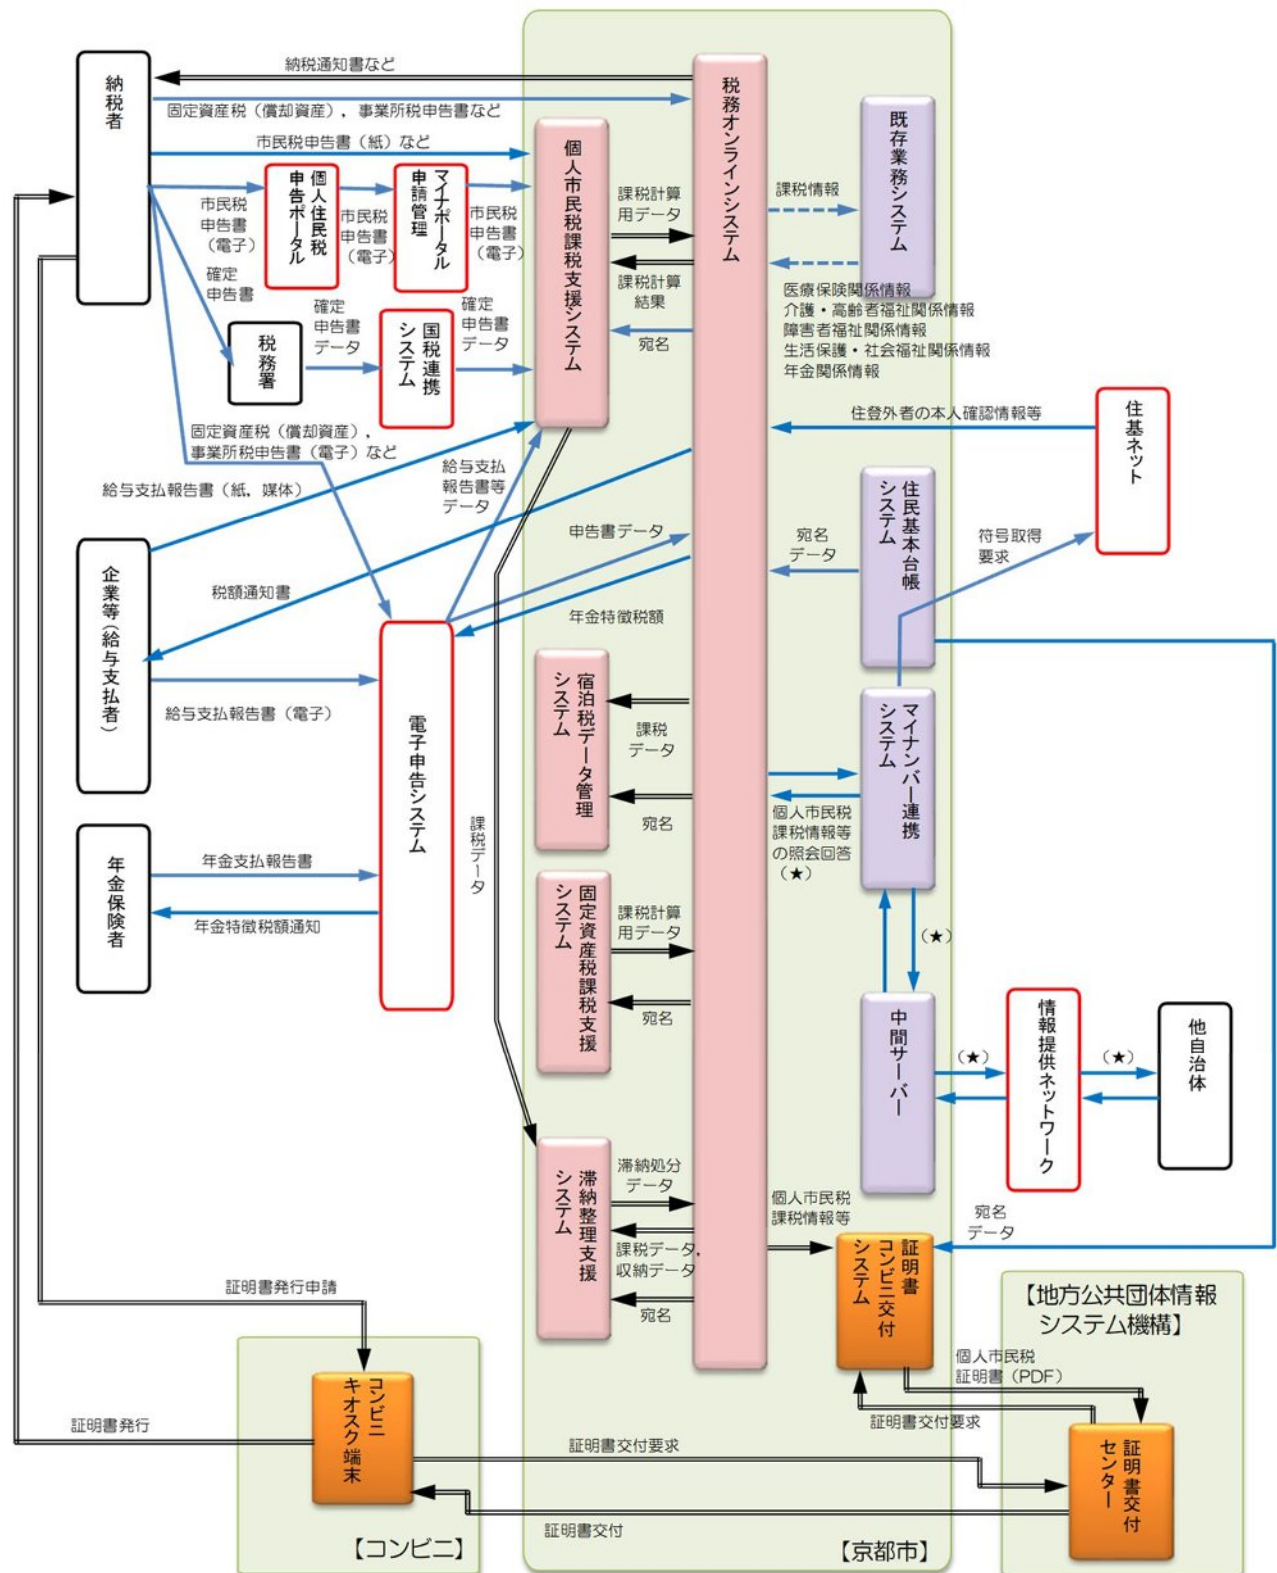 納税者
納税通知書など
固定資産税（償却資産），事業所税申告書など
市民税申告書（紙）など
個人住民税
申告ポータル
マイナポータル
申請管理
市民税
申告書
（電子）
市民税
申告書
（電子）
市民税
申告書
（電子）
確定
申告書
税務署
確定
申告書
データ
国税連携
システム
確定
申告書
データ
個人市民税課税支援システム
課税計算
用データ
課税計算
結果
宛名
税務オンラインシステム
課税情報
既存業務システム
医療保険関係情報
介護・高齢者福祉関係情報
障害者福祉関係情報
生活保護・社会福祉関係情報
年金関係情報
住登外者の本人確認情報等
住基ネット
固定資産税（償却資産），
事業所税申告書（電子）など
給与支払報告書（紙，媒体）
給与支払
報告書等
データ
企業等（給与支払者）
税額通知書
給与支払報告書（電子）
申告書データ
年金特徴税額
宛名
データ
住民基本台帳
システム
符号取得
要求
電子申告システム
宿泊税データ管理
システム
課税
データ
宛名
マイナンバー連携
システム
個人市民税
課税情報等
の照会回答
（★）
年金保険者
年金支払報告書
年金特徴税額通知
課税データ
固定資産税課税支援
システム
課税計算
用データ
宛名
（★）
中間サーバー
（★）
情報提供ネットワーク
（★）
他自治体
滞納整理支援
システム
滞納処分
データ
課税データ，
収納データ
宛名
個人市民税
課税情報等
宛名
データ
証明書
コンビニ交付
システム
【地方公共団体情報
システム機構】
証明書発行申請
コンビニ
キオスク端末
証明書発行
個人市民税
証明書（PDF）
証明書交付要求
証明書交付要求
証明書交付
センター
証明書交付
【コンビニ】
【京都市】